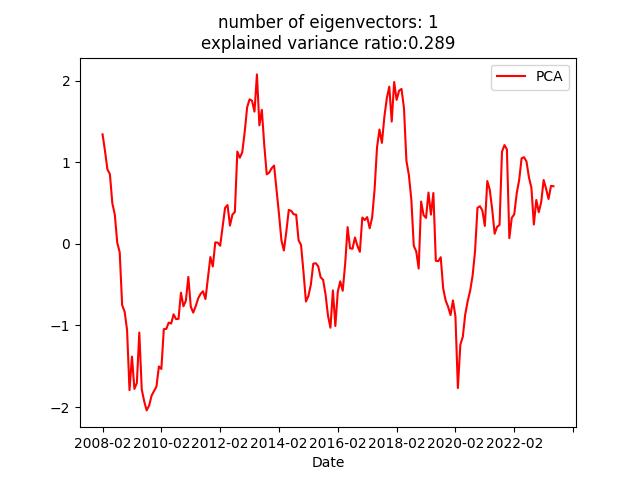 number of eigenvectors: 1
explained variance ratio:0.289
PCA
2
1
0
−1
−2
2008-02 2010-02 2012-02 2014-02 2016-02 2018-02 2020-02 2022-02
Date